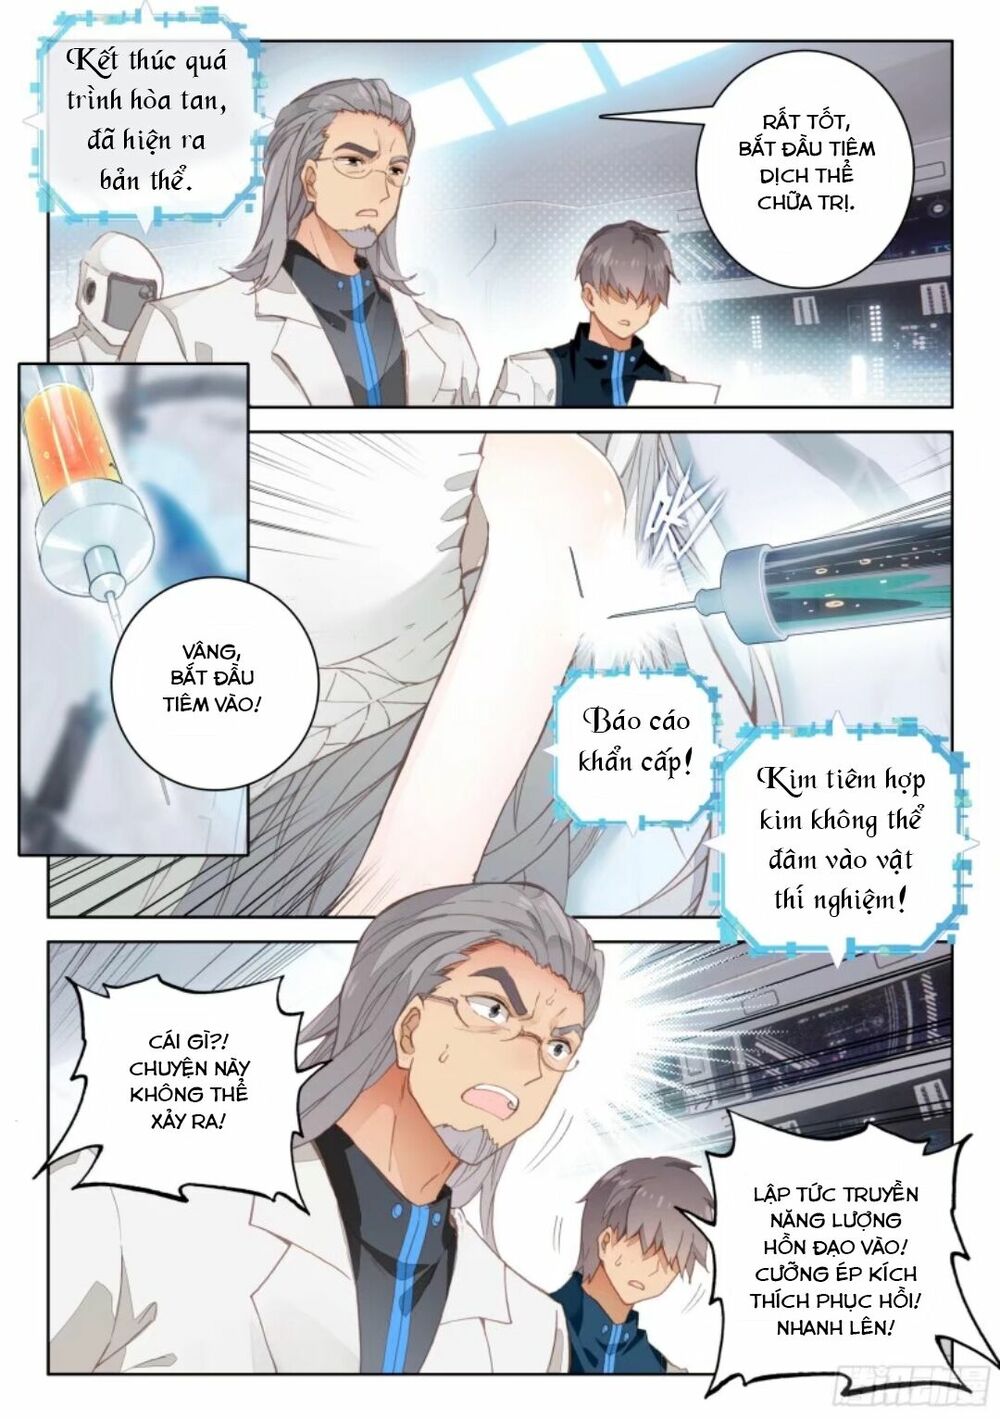 Kết thúc quá
trình hòa tan,
đã hiện ra
bản thể.
RẤT TỐT,
BẮT ĐẦU TIÊM
DỊCH THỂ
CHỮA TRỊ.
VÂNG,
BẮT ĐẦU
TIÊM VÀO!
Báo cáo
khẩn cấp!
Kim tiêm hợp
kim không thể
đâm vào vật
thí nghiệm!
CÁI GÌ?!
CHUYỆN NÀY
KHÔNG THỂ
XẢY RA!
LẬP TỨC TRUYỀN
NĂNG LƯỢNG
HỒN ĐẠO VÀO!
CƯỠNG ÉP KÍCH
THÍCH PHỤC HỒI!
NHANH LÊN!